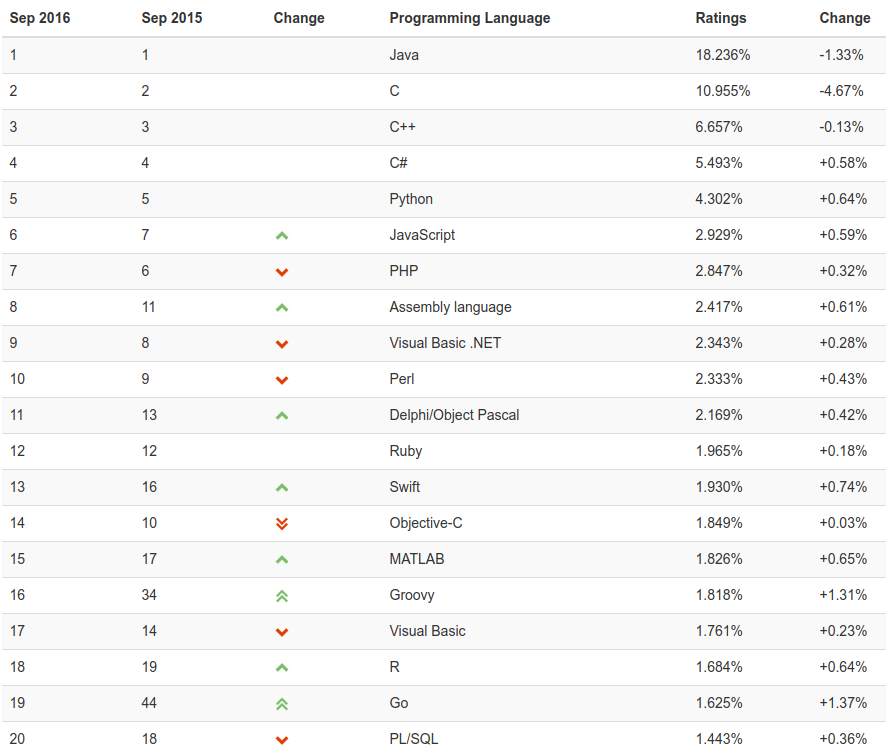 Sep 2016 Sep 2015 Change Programming Language Ratings Change
1 1 Java 18.236% -1.33%
2 2 C 10.955% -4.67%
3 3 C++ 6.657% -0.13%
4 4 C# 5.493% +0.58%
5 5 Python 4.302% +0.64%
6 7 JavaScript 2.929% +0.59%
7 6 PHP 2.847% +0.32%
8 11 Assembly language 2.417% +0.61%
9 8 Visual Basic .NET 2.343% +0.28%
10 9 Perl 2.333% +0.43%
11 13 Delphi/Object Pascal 2.169% +0.42%
12 12 Ruby 1.965% +0.18%
13 16 Swift 1.930% +0.74%
14 10 Objective-C 1.849% +0.03%
15 17 MATLAB 1.826% +0.65%
16 34 Groovy 1.818% +1.31%
17 14 Visual Basic 1.761% +0.23%
18 19 R 1.684% +0.64%
19 44 Go 1.625% +1.37%
20 18 PL/SQL 1.443% +0.36%